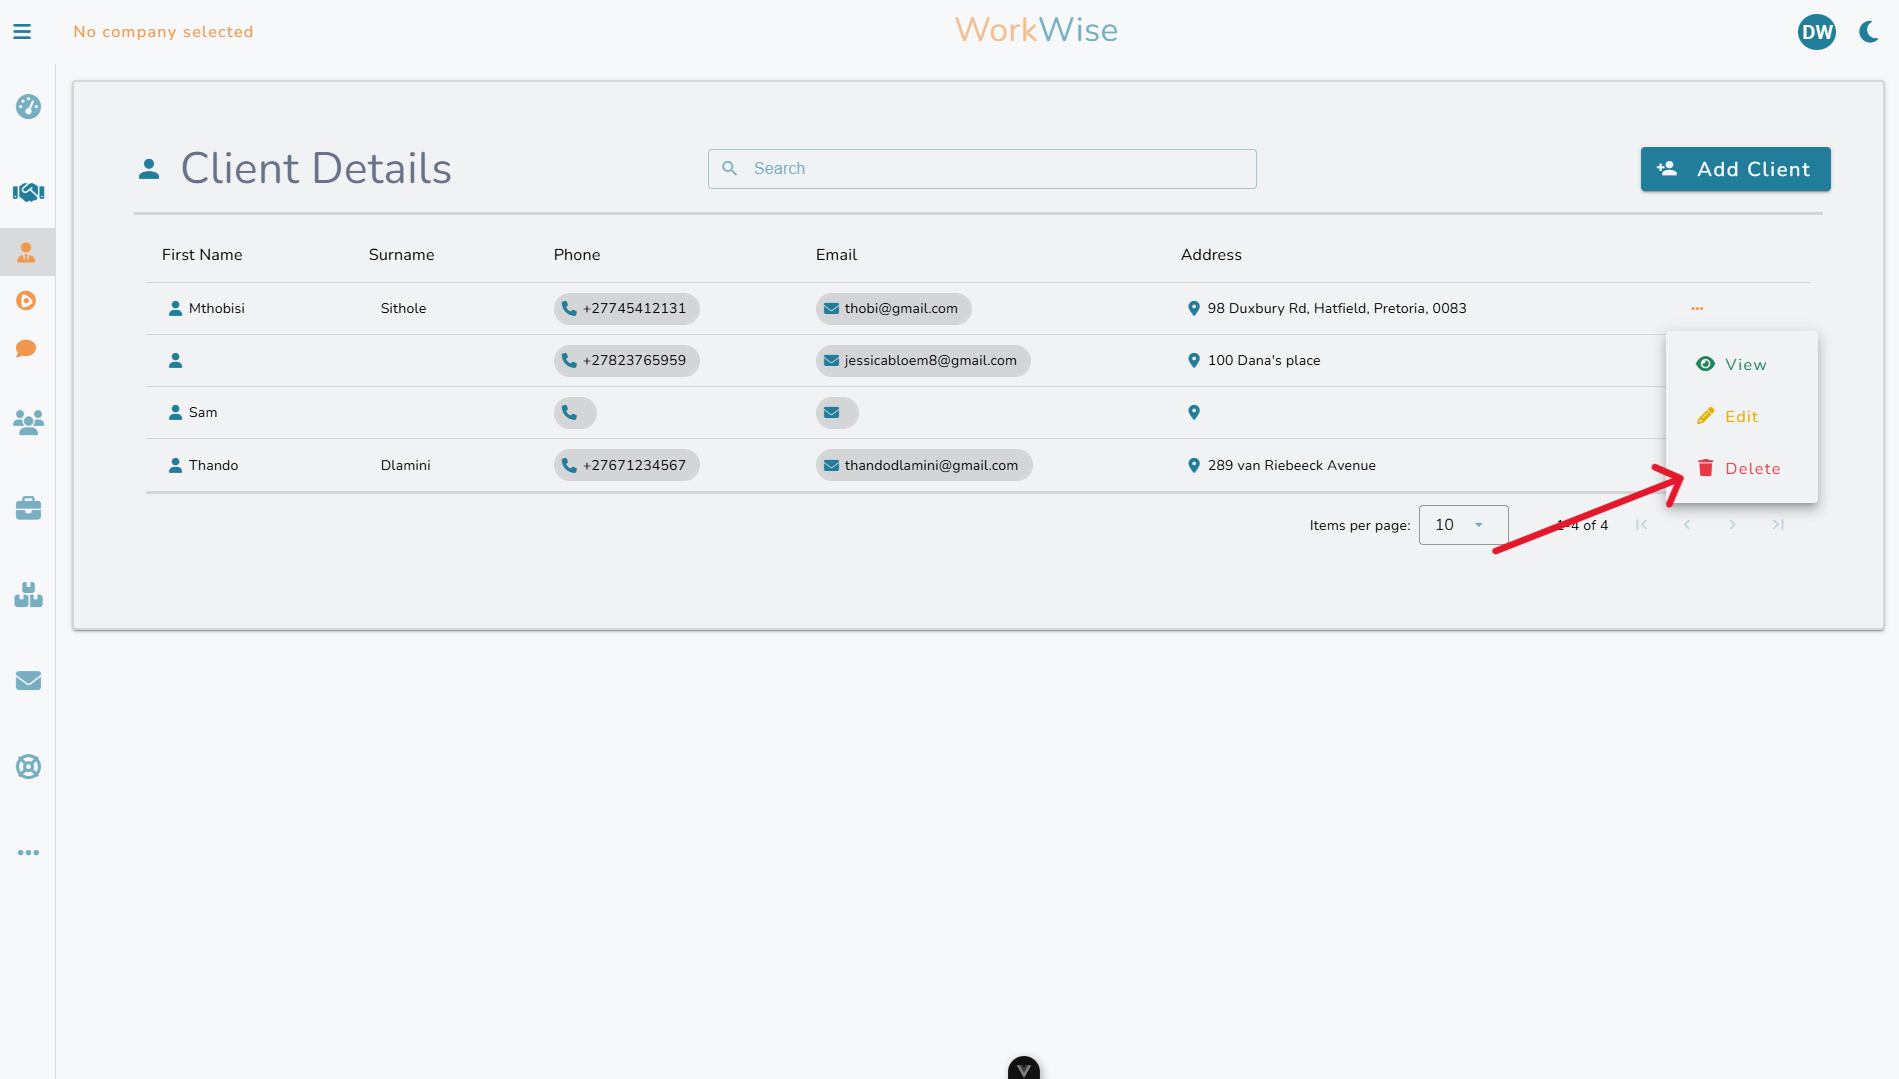 No company selected
WorkWise
DW
Client Details
Search
Add Client
First Name Surname Phone Email Address
Mthobisi Sithole +27745412131 thobi@gmail.com 98 Duxbury Rd, Hatfield, Pretoria, 0083
+27823765959 jessicabloem8@gmail.com 100 Dana's place
View
Sam
Edit
Thando Dlamini +27671234567 thandodlamini@gmail.com 289 van Riebeeck Avenue
Delete
Items per page: 10 1-4 of 4